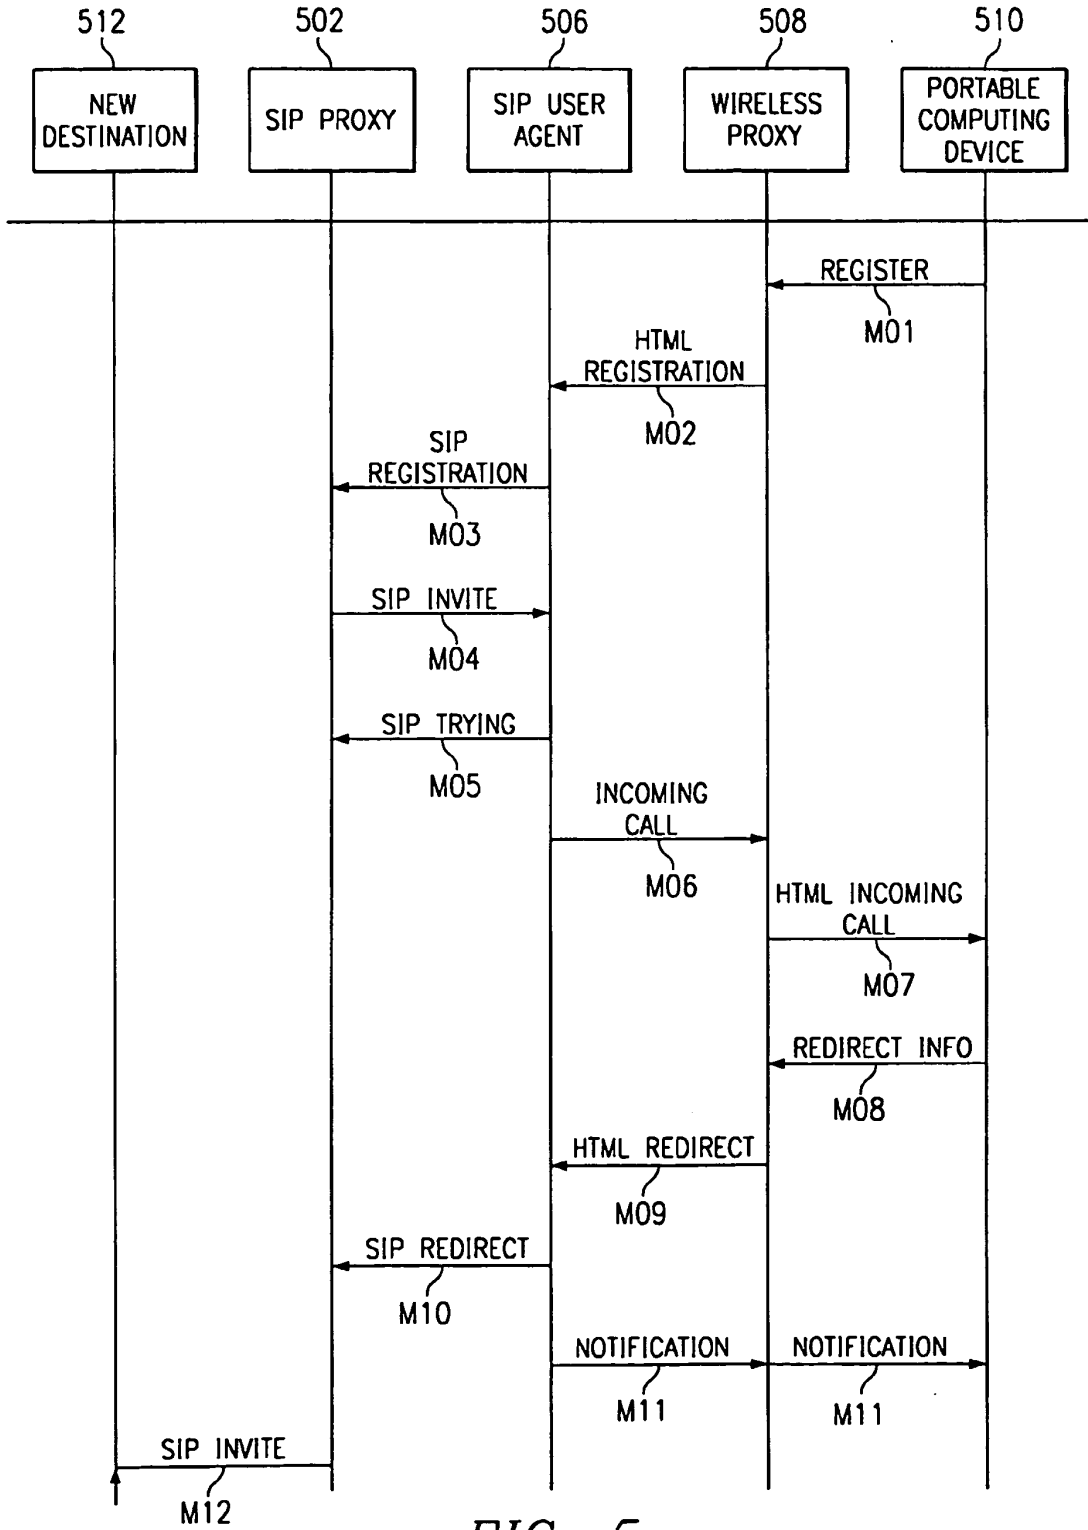 512
502
506
508
510
NEW
DESTINATION
SIP PROXY
SIP USER
AGENT
WIRELESS
PROXY
PORTABLE
COMPUTING
DEVICE
REGISTER
M01
HTML
REGISTRATION
M02
SIP
REGISTRATION
M03
SIP INVITE
M04
SIP TRYING
M05
INCOMING
CALL
M06
HTML INCOMING
CALL
M07
REDIRECT INFO
M08
HTML REDIRECT
M09
SIP REDIRECT
M10
NOTIFICATION
M11
NOTIFICATION
M11
SIP INVITE
M12
FIG. 5